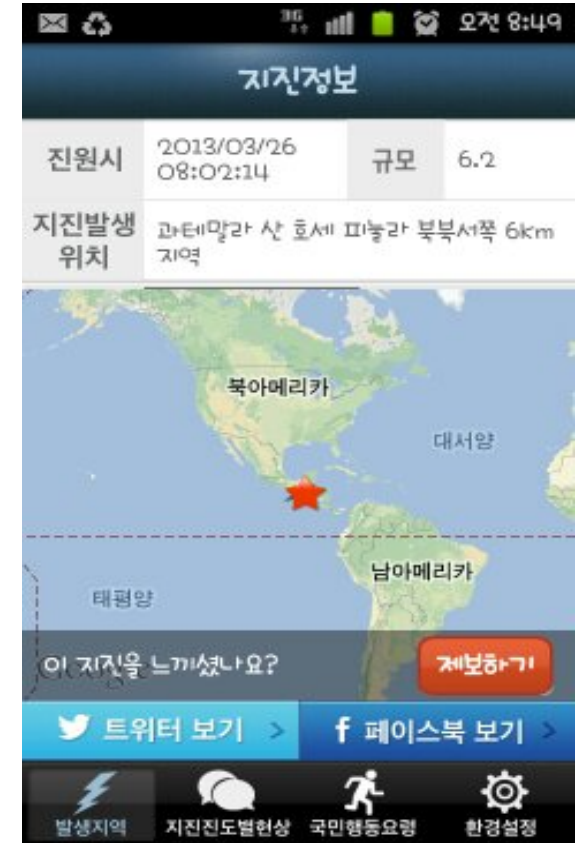 3G 오전 8:49
지진정보
진원시 2013/03/26 08:02:14 규모 6.2
지진발생 위치 과테말라 산 호세 피눌라 북북서쪽 6km 지역
북아메리카
대서양
남아메리카
태평양
Google
이 지진을 느끼셨나요? 제보하기
트위터 보기 > f 페이스북 보기 >
발생지역 지진진도별현상 국민행동요령 환경설정